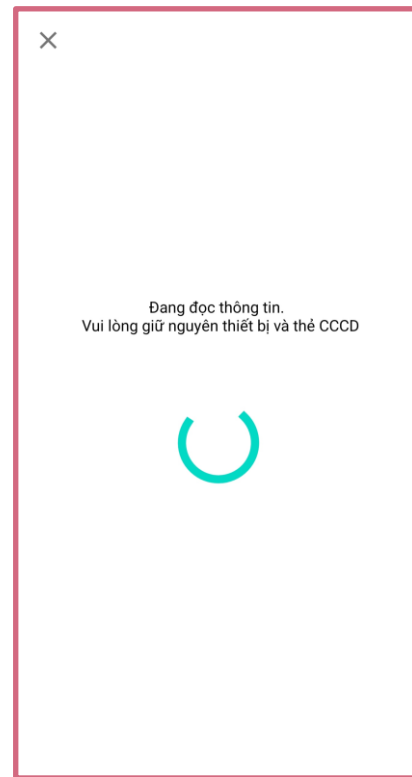 Đang đọc thông tin.
Vui lòng giữ nguyên thiết bị và thẻ CCCD